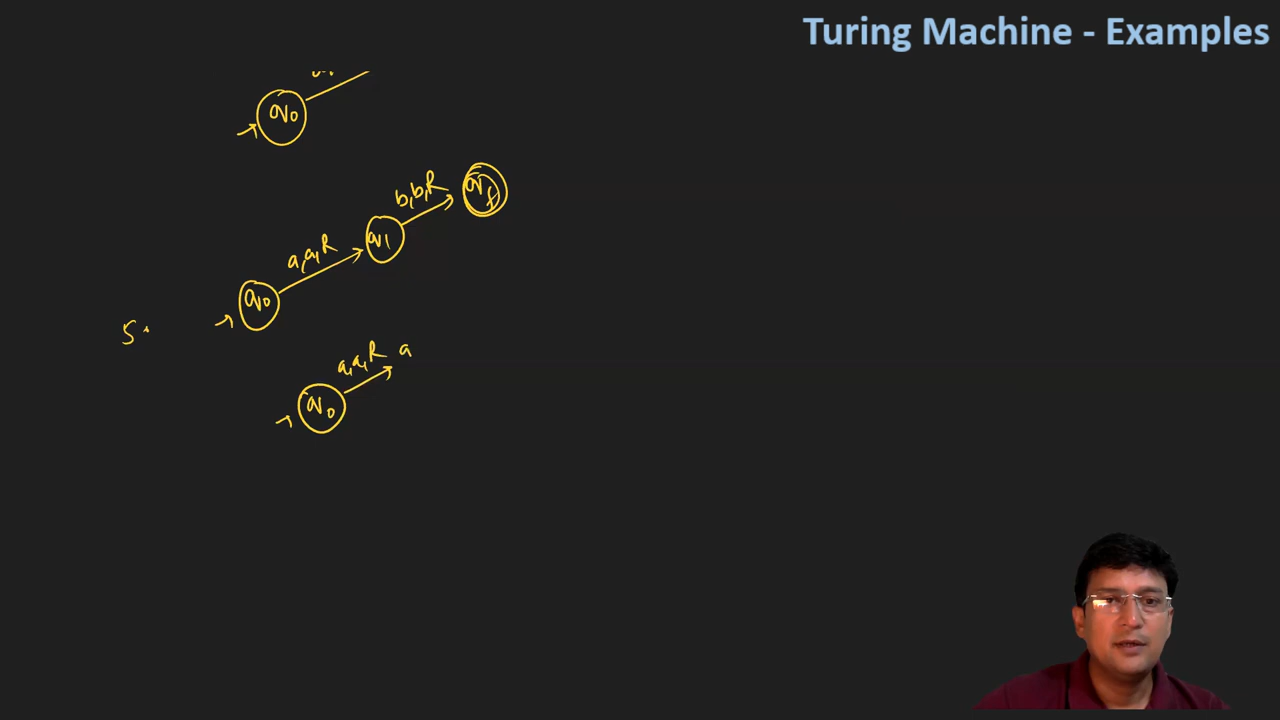 Turing Machine - Examples
q0
b,b,R
qf
a,a,R
q1
q0
5.
a,a,R a
q0